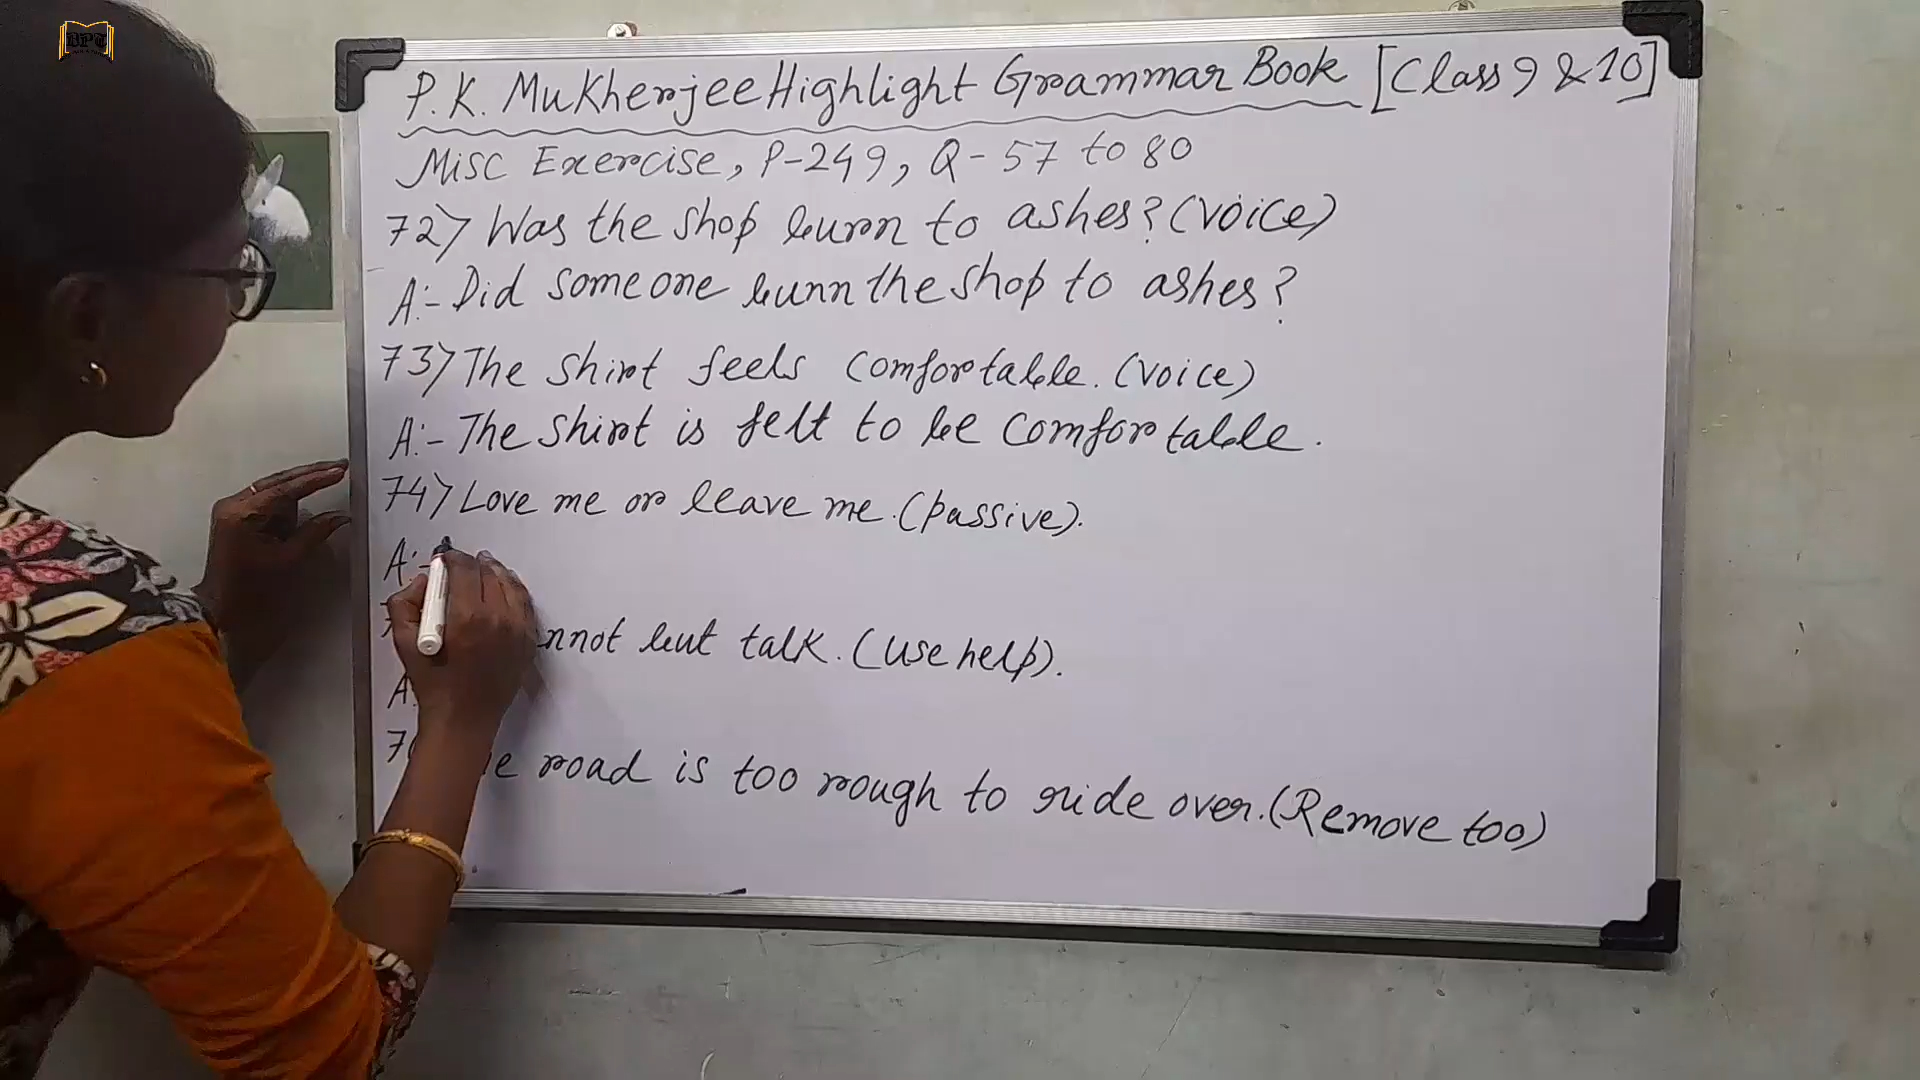 BPT
P.K. Mukherjee Highlight Grammar Book [Class 9 & 10]
Misc Exercise, P-249, Q-57 to 80
72) Was the shop burn to ashes? (voice)
A:- Did someone burn the shop to ashes?
73) The shirt feels comfortable. (voice)
A:- The shirt is felt to be comfortable.
74) Love me or leave me. (passive).
A:-
but talk. (use help).
A:
road is too rough to ride over. (Remove too)